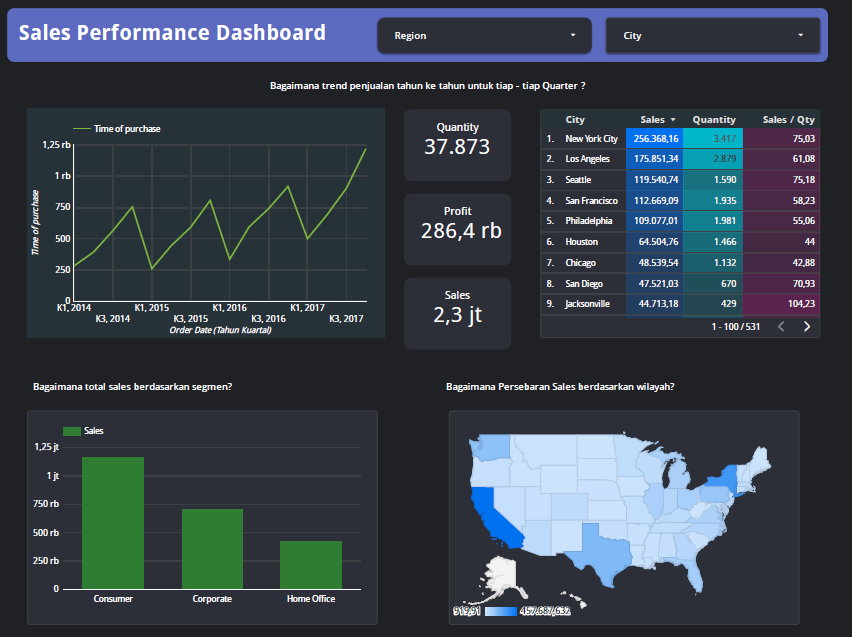 Sales Performance Dashboard
Region
City
Bagaimana trend penjualan tahun ke tahun untuk tiap - tiap Quarter ?
Time of purchase
1,25 rb
1 rb
750
500
250
0
Time of purchase
K1, 2014
K3, 2014
K1, 2015
K3, 2015
K1, 2016
K3, 2016
K1, 2017
K3, 2017
Order Date (Tahun Kuartal)
Quantity
37.873
Profit
286,4 rb
Sales
2,3 jt
City Sales Quantity Sales / Qty
1. New York City 256.368,16 3.417 75,03
2. Los Angeles 175.851,34 2.879 61,08
3. Seattle 119.540,74 1.590 75,18
4. San Francisco 112.669,09 1.935 58,23
5. Philadelphia 109.077,01 1.981 55,06
6. Houston 64.504,76 1.466 44
7. Chicago 48.539,54 1.132 42,88
8. San Diego 47.521,03 670 70,93
9. Jacksonville 44.713,18 429 104,23
1 - 100 / 531
Bagaimana total sales berdasarkan segmen?
Sales
1,25 jt
1 jt
750 rb
500 rb
250 rb
0
Consumer
Corporate
Home Office
Bagaimana Persebaran Sales berdasarkan wilayah?
919,91
457.687,632